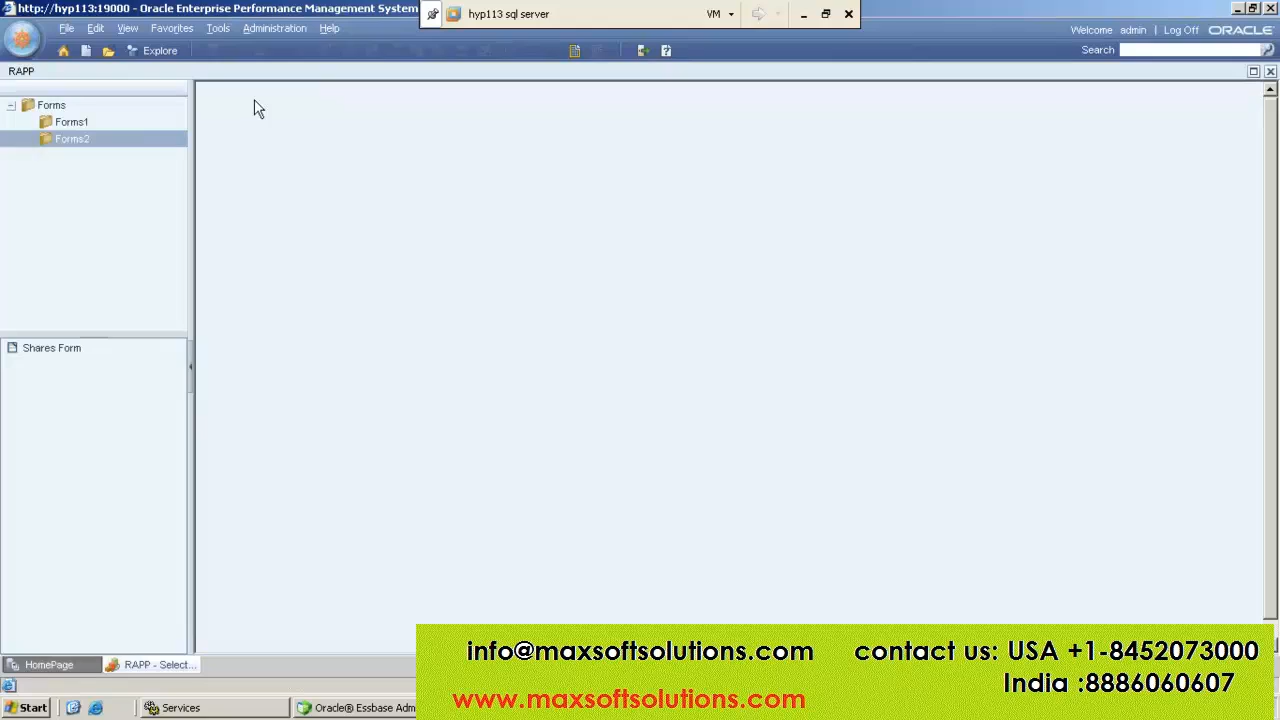 http://hyp113:19000 - Oracle Enterprise Performance Management System
hyp113 sql server
VM
File Edit View Favorites Tools Administration Help
Welcome admin | Log Off ORACLE
Explore
Search
RAPP
Forms
Forms1
Forms2
Shares Form
HomePage
RAPP - Select...
info@maxsoftsolutions.com contact us: USA +1-8452073000
India :8886060607
www.maxsoftsolutions.com
Start
Services
Oracle® Essbase Adm